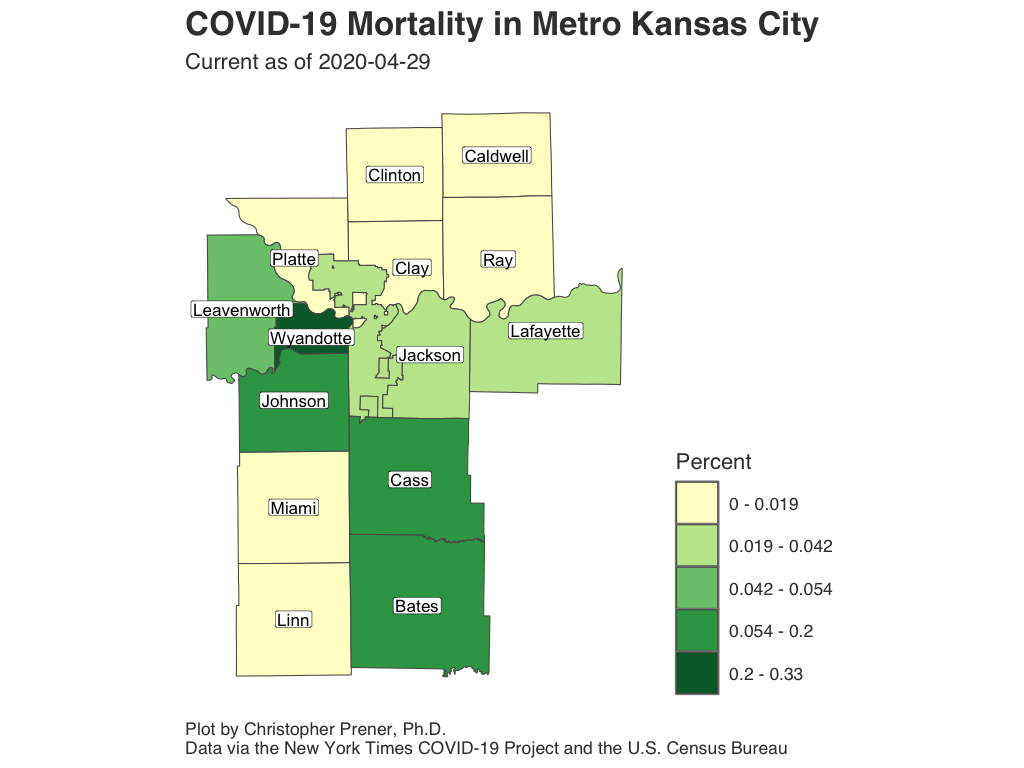 COVID-19 Mortality in Metro Kansas City
Current as of 2020-04-29
Caldwell
Clinton
Platte
Clay
Ray
Leavenworth
Wyandotte
Lafayette
Jackson
Johnson
Cass
Miami
Bates
Linn
Percent
0 - 0.019
0.019 - 0.042
0.042 - 0.054
0.054 - 0.2
0.2 - 0.33
Plot by Christopher Prener, Ph.D.
Data via the New York Times COVID-19 Project and the U.S. Census Bureau